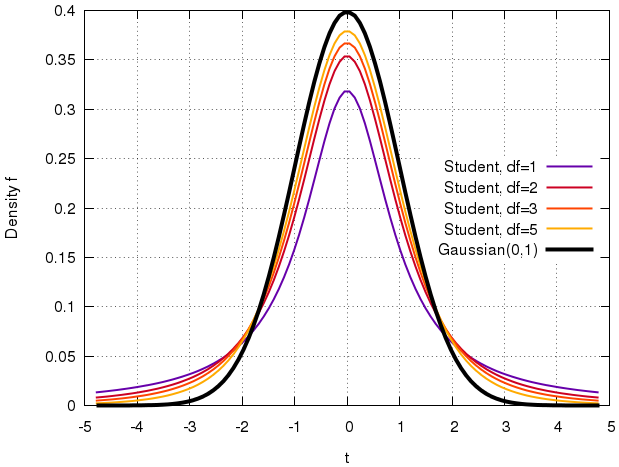 0.4
0.35
0.3
0.25
0.2
0.15
0.1
0.05
0
Density f
Student, df=1
Student, df=2
Student, df=3
Student, df=5
Gaussian(0,1)
-5 -4 -3 -2 -1 0 1 2 3 4 5
t